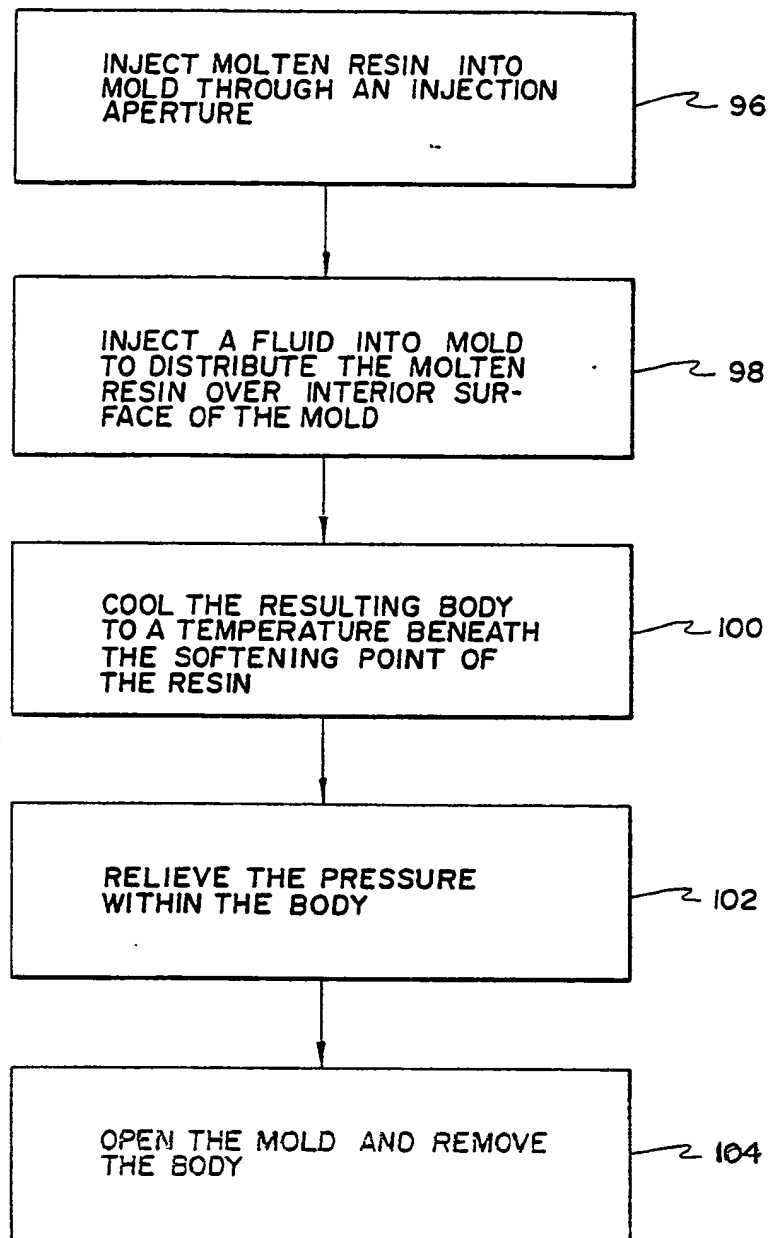 INJECT MOLTEN RESIN INTO
MOLD THROUGH AN INJECTION
APERTURE
96
INJECT A FLUID INTO MOLD
TO DISTRIBUTE THE MOLTEN
RESIN OVER INTERIOR SUR-
FACE OF THE MOLD
98
COOL THE RESULTING BODY
TO A TEMPERATURE BENEATH
THE SOFTENING POINT OF
THE RESIN
100
RELIEVE THE PRESSURE
WITHIN THE BODY
102
OPEN THE MOLD AND REMOVE
THE BODY
104